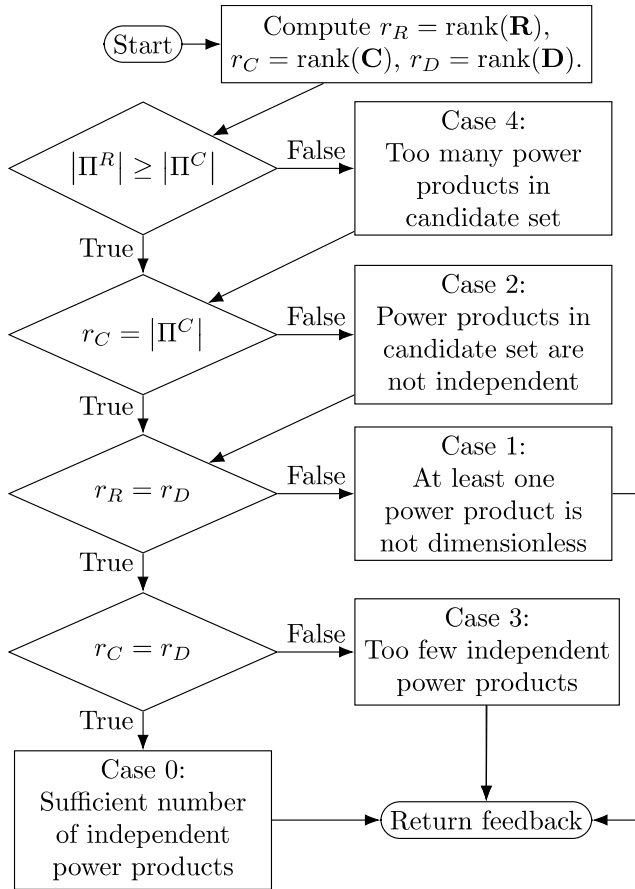 Start
Compute r_R = rank(R),
r_C = rank(C), r_D = rank(D).
|Π^R| ≥ |Π^C|
False
Case 4:
Too many power
products in
candidate set
True
r_C = |Π^C|
False
Case 2:
Power products in
candidate set are
not independent
True
r_R = r_D
False
Case 1:
At least one
power product is
not dimensionless
True
r_C = r_D
False
Case 3:
Too few independent
power products
True
Case 0:
Sufficient number
of independent
power products
Return feedback